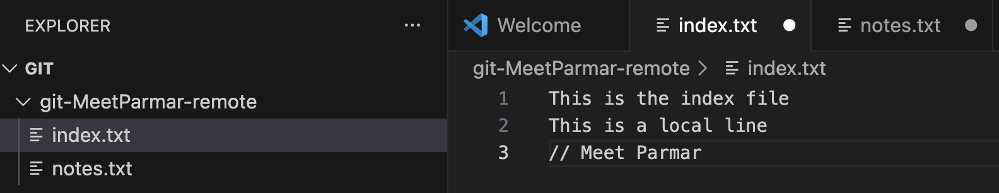 EXPLORER ...
GIT
git-MeetParmar-remote
index.txt
notes.txt
Welcome
index.txt
notes.txt
git-MeetParmar-remote > index.txt
1 This is the index file
2 This is a local line
3 // Meet Parmar